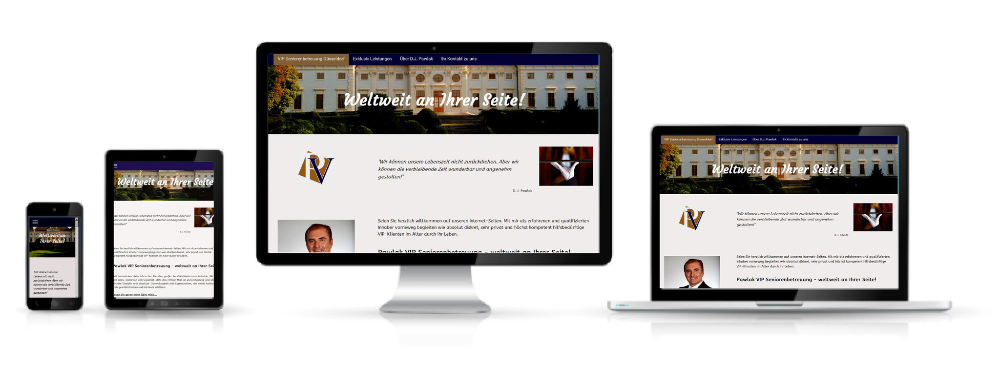 Weltweit an
Ihrer Seite!
"Wir können unsere
Lebenszeit nicht
zurückdrehen. Aber wir
können die verbleibende Zeit
wunderbar und angenehm
gestalten!"
Weltweit an Ihrer Seite
Wir können unsere Lebenszeit nicht zurückdrehen. Aber wir
können die verbleibende Zeit wunderbar und angenehm
gestalten!"
D. J. Pawlak
Seien Sie herzlich willkommen auf unseren Internet-Seiten. Mit mir als erfahrenen und
qualifizierten Inhaber vorneweg begleiten wie absolut diskret, sehr privat und höchst
kompetent hilfsbedürftige VIP-Klienten im Alter durch ihr Leben.
Pawlak VIP Seniorenbetreuung - weltweit an Ihrer Sei
Seit Jahrzehnten stehe ich in den Diensten großer Persönlichkeiten aus Industrie, Wir
und Adel. Diskretion und Loyalität, stets das richtige Maß an Zurückhaltung und
höchste Disziplin und absolute Zuverlässigkeit sind Eigenschaften, die meine Auftra
stets geschätzt haben und bis heute schätzen.
Lesen Sie gerne mehr über mich...
VIP Seniorenbetreuung Düsseldorf Exklusiv Leistungen Über D.J. Pawlak Ihr Kontakt zu uns
Weltweit an Ihrer Seite!
PV
"Wir können unsere Lebenszeit nicht zurückdrehen. Aber wir
können die verbleibende Zeit wunderbar und angenehm
gestalten!"
D. J. Pawlak
Seien Sie herzlich willkommen auf unseren Internet-Seiten. Mit mir als erfahrenen und qualifizierten
Inhaber vorneweg begleiten wie absolut diskret, sehr privat und höchst kompetent hilfsbedürftige
VIP-Klienten im Alter durch ihr Leben.
Pawlak VIP Seniorenbetreuung - weltweit an Ihrer Seite!
VIP Seniorenbetreuung Düsseldorf Exklusiv Leistungen Über D.J. Pawlak Ihr Kontakt zu uns
Weltweit an Ihrer Seite!
PV
"Wir können unsere Lebenszeit nicht zurückdrehen. Aber wir
können die verbleibende Zeit wunderbar und angenehm
gestalten!"
D. J. Pawlak
Seien Sie herzlich willkommen auf unseren Internet-Seiten. Mit mir als erfahrenen und qualifizierten
Inhaber vorneweg begleiten wie absolut diskret, sehr privat und höchst kompetent hilfsbedürftige
VIP-Klienten im Alter durch ihr Leben.
Pawlak VIP Seniorenbetreuung - weltweit an Ihrer Seite!